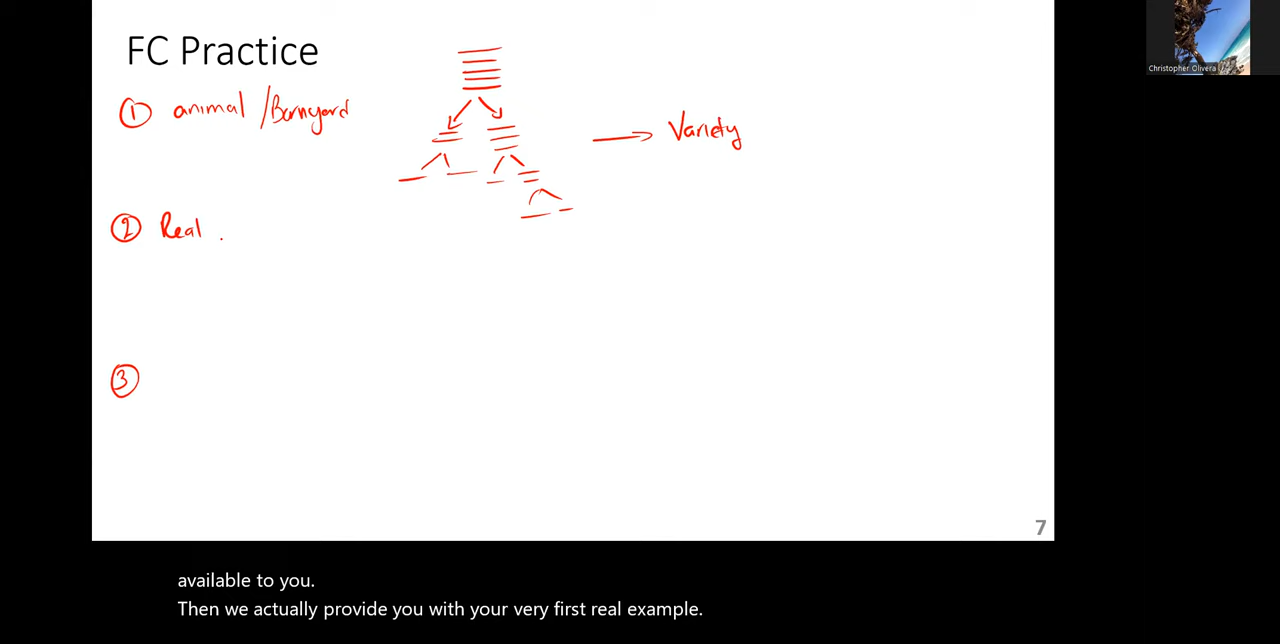 FC Practice
① animal /Barnyard
→ Variety
② Real
③
Christopher Olivera
7
available to you.
Then we actually provide you with your very first real example.